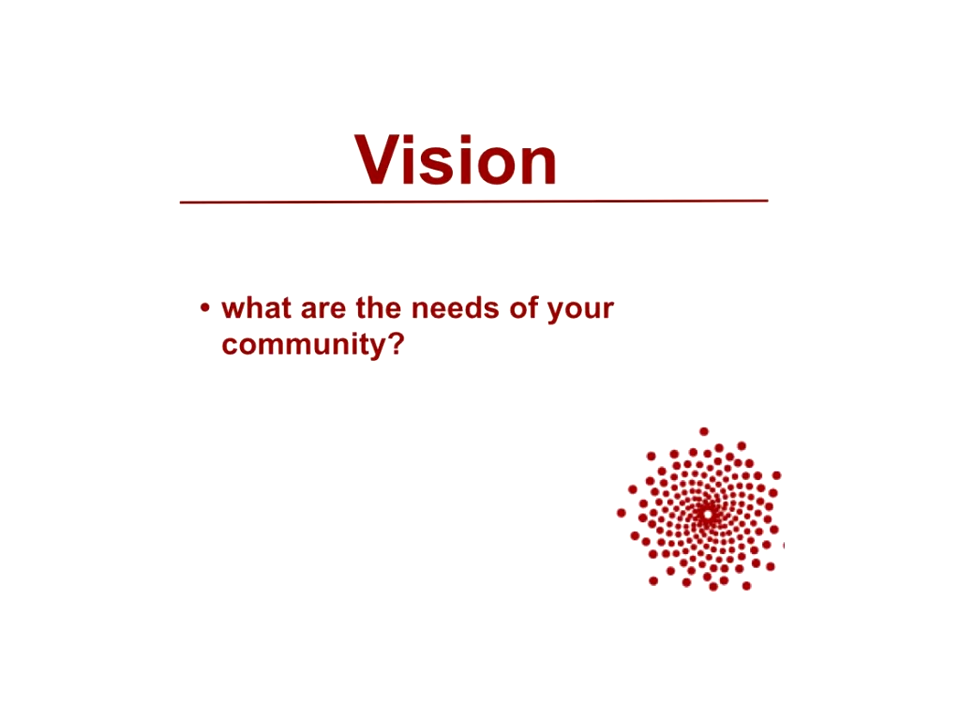 Vision
• what are the needs of your
community?